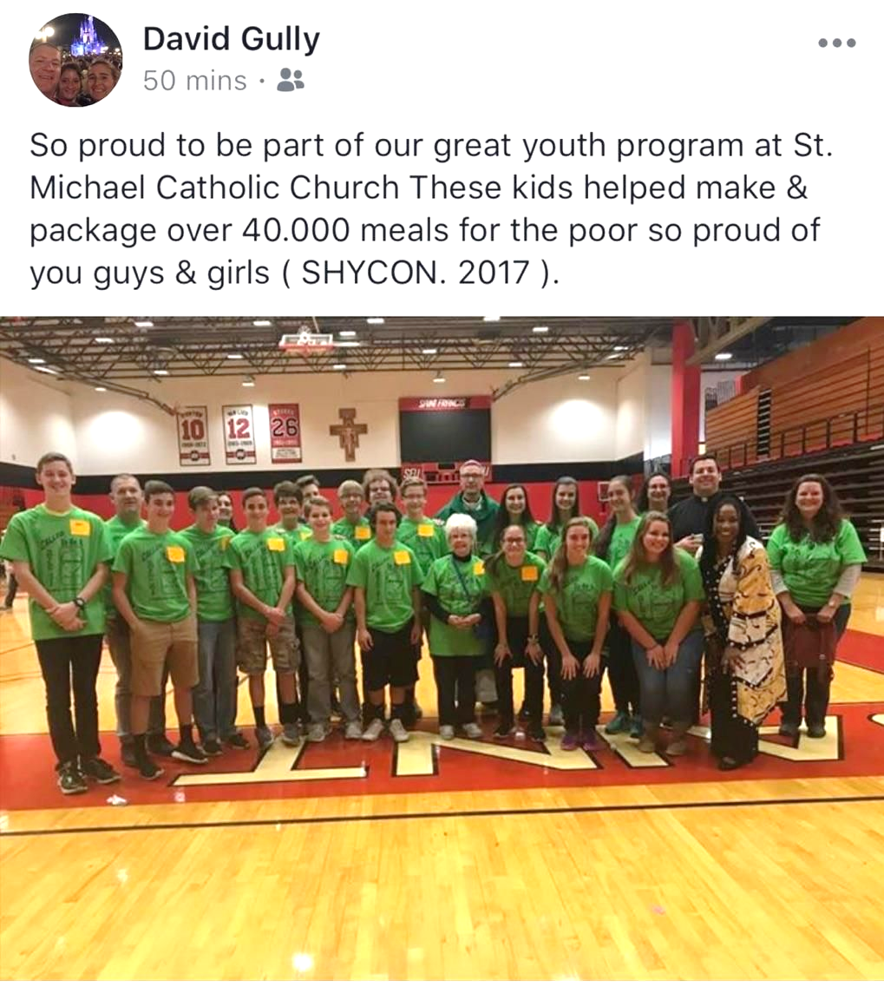 David Gully
50 mins ·
So proud to be part of our great youth program at St.
Michael Catholic Church These kids helped make &
package over 40.000 meals for the poor so proud of
you guys & girls ( SHYCON. 2017 ).
SAINT FRANCIS
10
12
26
SFU